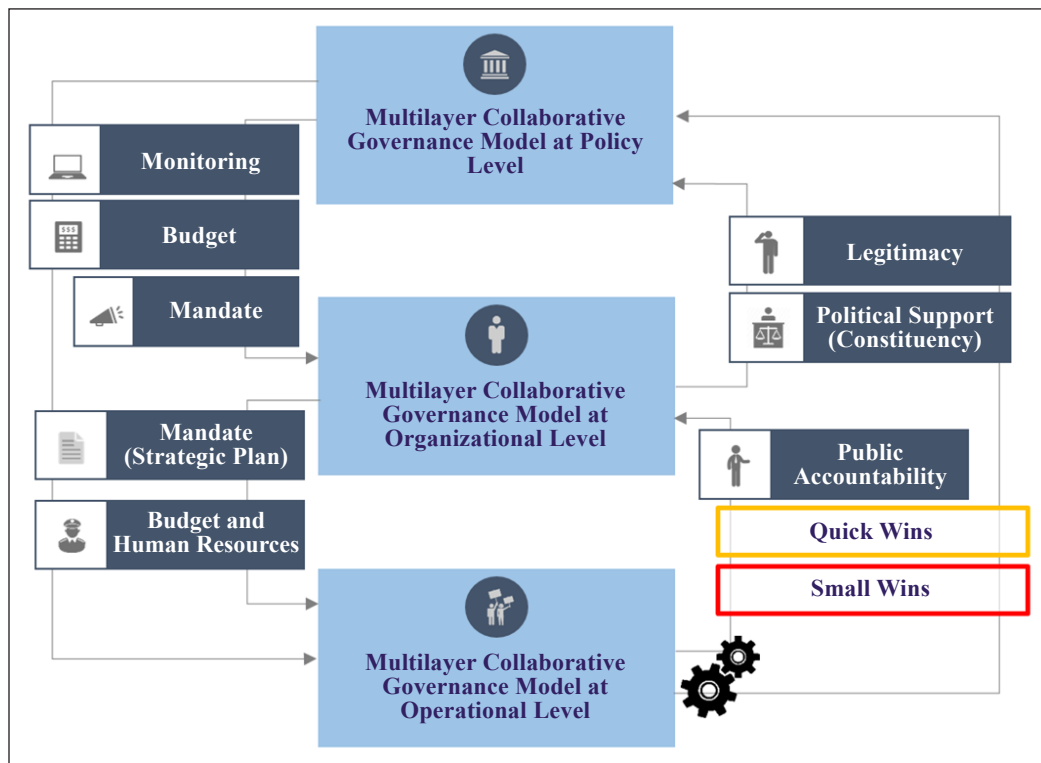 Multilayer Collaborative
Governance Model at Policy
Level
Monitoring
Budget
$$$
Mandate
Legitimacy
Political Support
(Constituency)
Multilayer Collaborative
Governance Model at
Organizational Level
Mandate
(Strategic Plan)
Budget and
Human Resources
Public
Accountability
Quick Wins
Small Wins
Multilayer Collaborative
Governance Model at
Operational Level